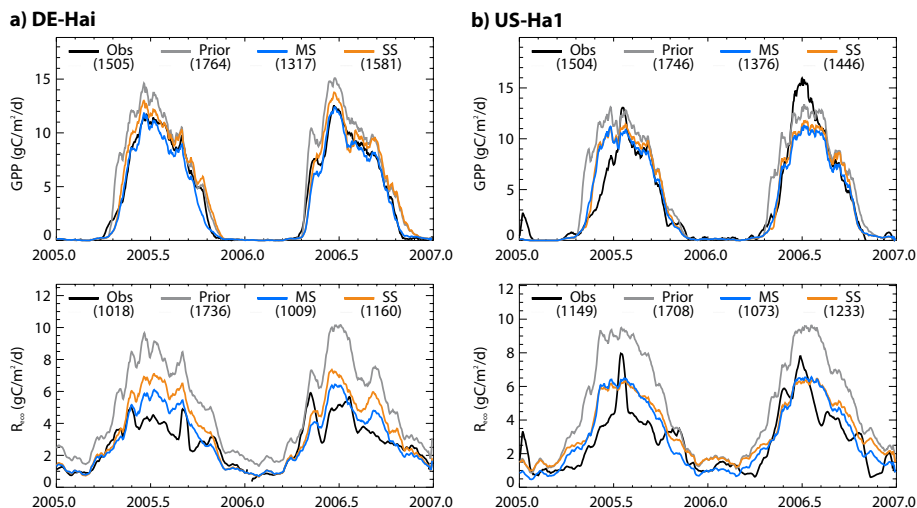 a) DE-Hai
b) US-Ha1
Obs Prior MS SS
(1505) (1764) (1317) (1581)
15
10
5
0
GPP (gC/m²/d)
2005.0 2005.5 2006.0 2006.5 2007.0
Obs Prior MS SS
(1504) (1746) (1376) (1446)
15
10
5
0
GPP (gC/m²/d)
2005.0 2005.5 2006.0 2006.5 2007.0
Obs Prior MS SS
(1018) (1736) (1009) (1160)
12
10
8
6
4
2
0
Reco (gC/m²/d)
2005.0 2005.5 2006.0 2006.5 2007.0
Obs Prior MS SS
(1149) (1708) (1073) (1233)
12
10
8
6
4
2
0
Reco (gC/m²/d)
2005.0 2005.5 2006.0 2006.5 2007.0